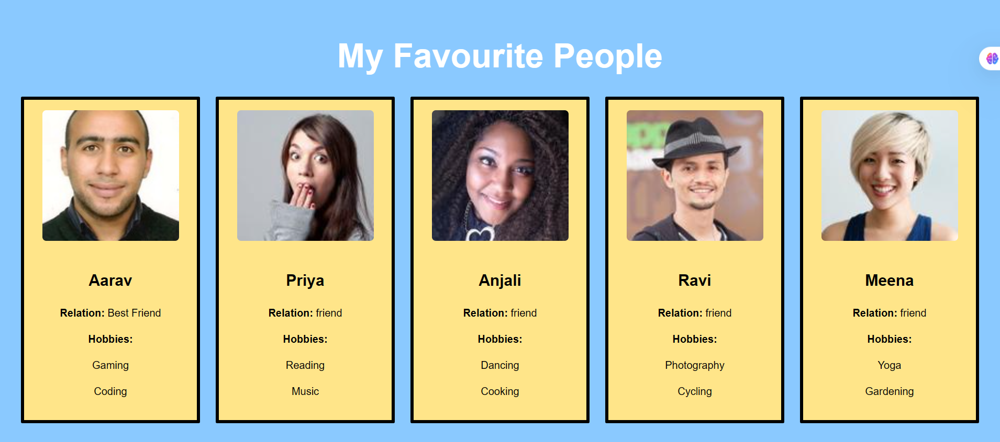 My Favourite People
Aarav
Relation: Best Friend
Hobbies:
Gaming
Coding
Priya
Relation: friend
Hobbies:
Reading
Music
Anjali
Relation: friend
Hobbies:
Dancing
Cooking
Ravi
Relation: friend
Hobbies:
Photography
Cycling
Meena
Relation: friend
Hobbies:
Yoga
Gardening